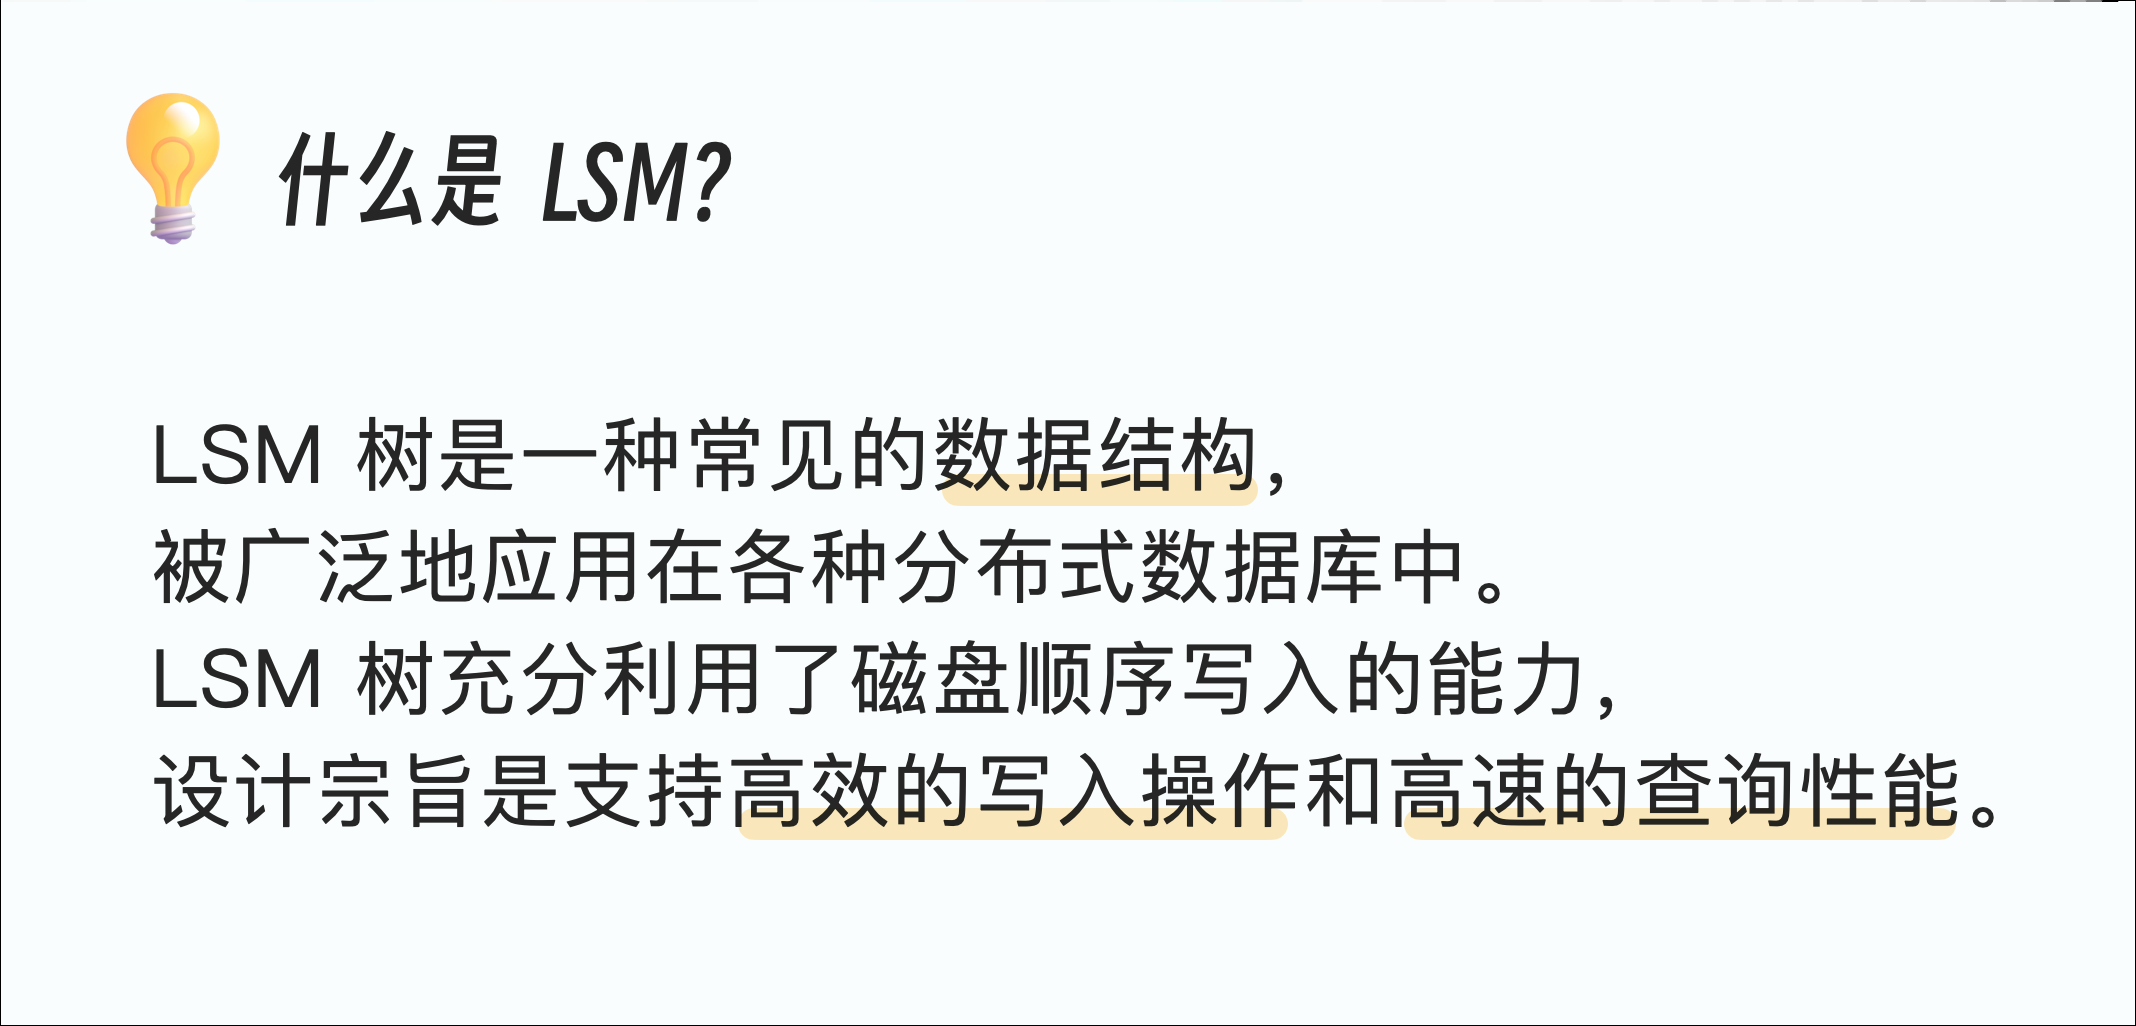 什么是 LSM?
LSM 树是一种常见的数据结构,
被广泛地应用在各种分布式数据库中。
LSM 树充分利用了磁盘顺序写入的能力,
设计宗旨是支持高效的写入操作和高速的查询性能。